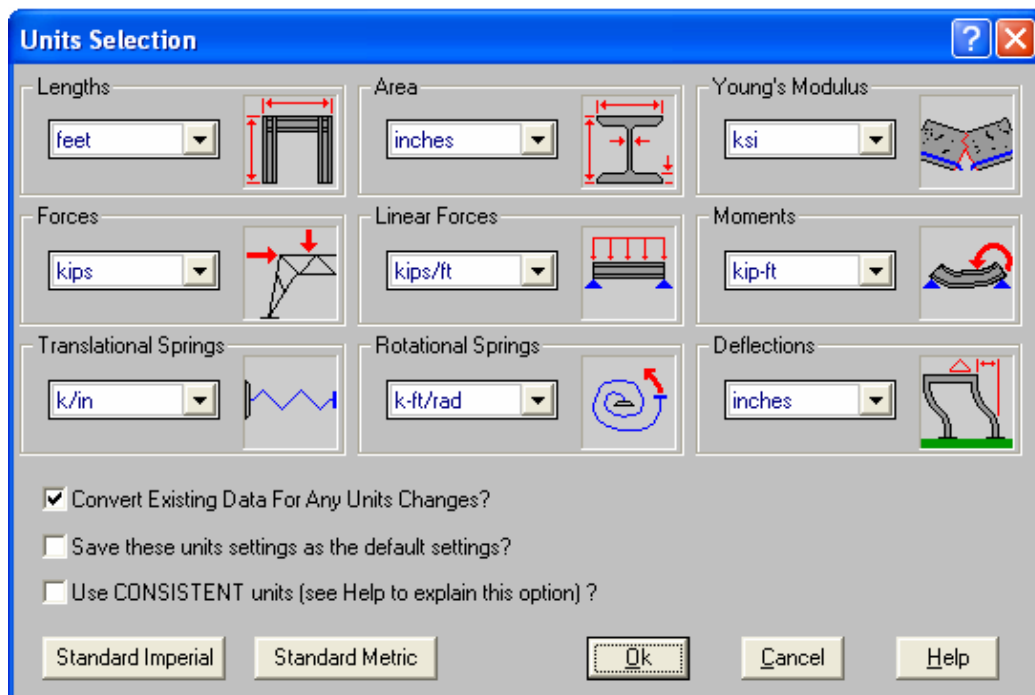 Units Selection
Lengths Area Young's Modulus
feet inches ksi
Forces Linear Forces Moments
kips kips/ft kip-ft
Translational Springs Rotational Springs Deflections
k/in k-ft/rad inches
Convert Existing Data For Any Units Changes?
Save these units settings as the default settings?
Use CONSISTENT units (see Help to explain this option) ?
Standard Imperial Standard Metric Ok Cancel Help